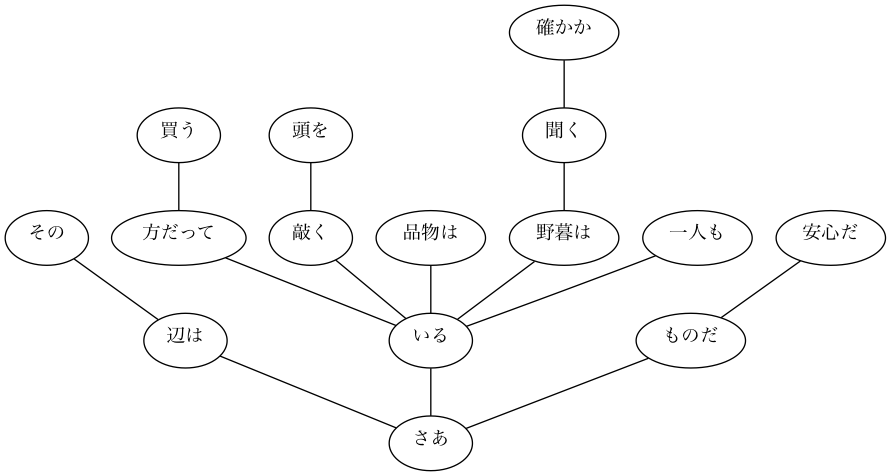 確かか
買う 頭を 聞く
その 方だって 敲く 品物は 野暮は 一人も 安心だ
辺は いる ものだ
さあ